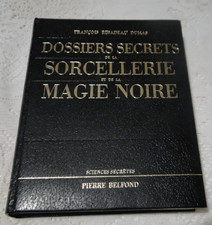 FRANÇOIS RIBADEAU DUMAS
DOSSIERS SECRETS
DE LA
SORCELLERIE
ET DE LA
MAGIE NOIRE
SCIENCES SECRÈTES
PIERRE BELFOND